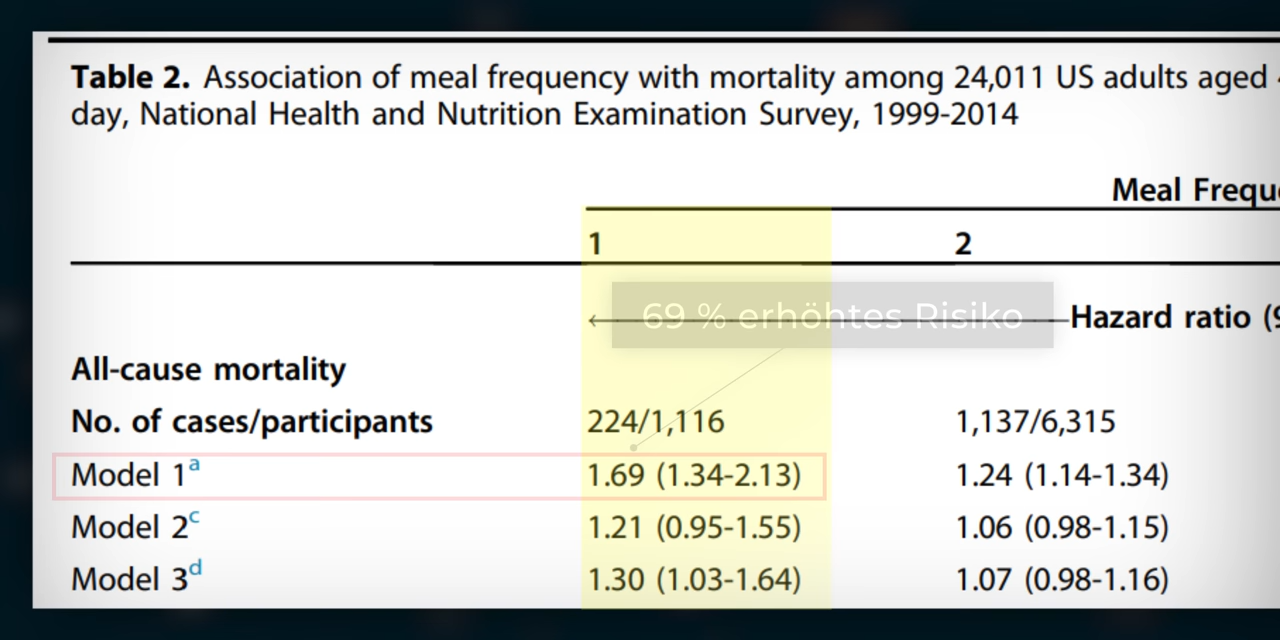 Table 2. Association of meal frequency with mortality among 24,011 US adults aged
day, National Health and Nutrition Examination Survey, 1999-2014
Meal Frequ
1 2
69 % erhöhtes Risiko Hazard ratio (9
All-cause mortality
No. of cases/participants 224/1,116 1,137/6,315
Model 1a 1.69 (1.34-2.13) 1.24 (1.14-1.34)
Model 2c 1.21 (0.95-1.55) 1.06 (0.98-1.15)
Model 3d 1.30 (1.03-1.64) 1.07 (0.98-1.16)